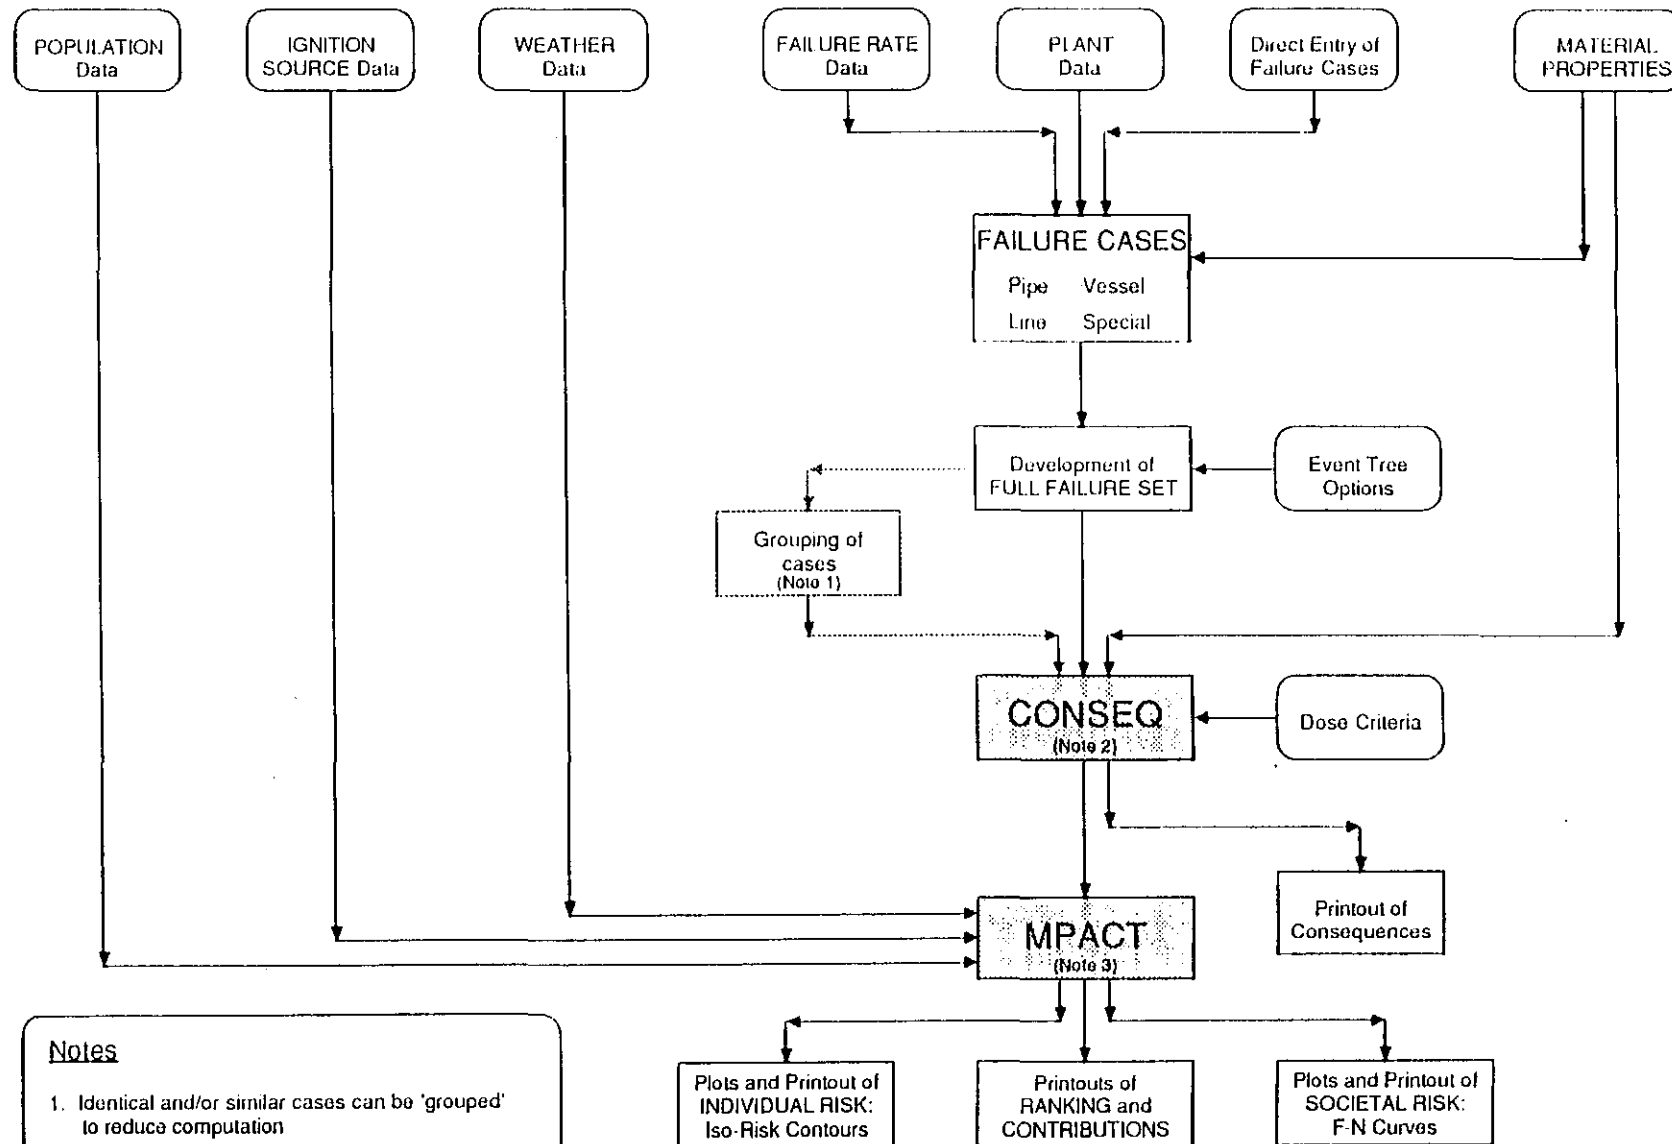 POPULATION
Data
IGNITION
SOURCE Data
WEATHER
Data
FAILURE RATE
Data
PLANT
Data
Direct Entry of
Failure Cases
MATERIAL
PROPERTIES
FAILURE CASES
Pipe Vessel
Line Special
Development of
FULL FAILURE SET
Event Tree
Options
Grouping of
cases
(Note 1)
CONSEQ
(Note 2)
Dose Criteria
Printout of
Consequences
MPACT
(Note 3)
Notes
1. Identical and/or similar cases can be 'grouped'
to reduce computation
Plots and Printout of
INDIVIDUAL RISK:
Iso-Risk Contours
Printouts of
RANKING and
CONTRIBUTIONS
Plots and Printout of
SOCIETAL RISK:
F-N Curves